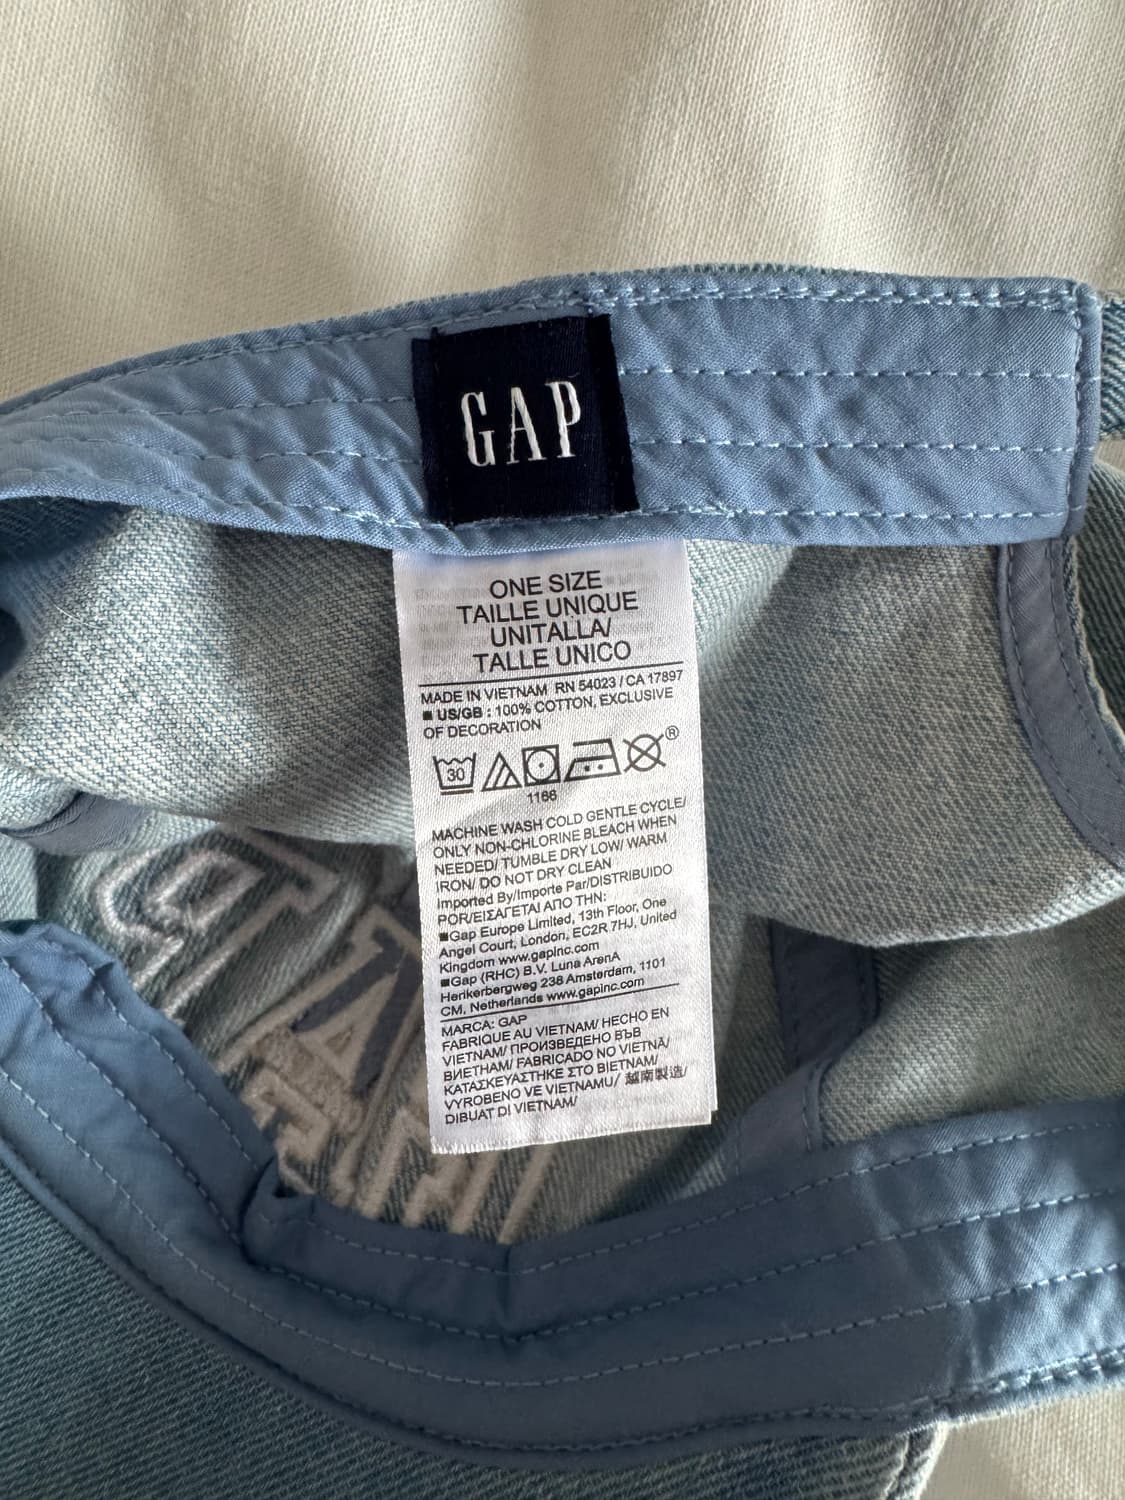 GAP
ONE SIZE
TAILLE UNIQUE
UNITALLA/
TALLE UNICO
MADE IN VIETNAM RN 54023 / CA 17897
■ US/GB : 100% COTTON, EXCLUSIVE
OF DECORATION
30
®
1166
MACHINE WASH COLD GENTLE CYCLE/
ONLY NON-CHLORINE BLEACH WHEN
NEEDED/ TUMBLE DRY LOW/ WARM
IRON/ DO NOT DRY CLEAN
Imported By/Importe Par/DISTRIBUIDO
POR/ΕΙΣΑΓΕΤΑΙ ΑΠΟ ΤΗΝ:
■Gap Europe Limited, 13th Floor, One
Angel Court, London, EC2R 7HJ, United
Kingdom www.gapinc.com
■Gap (RHC) B.V. Luna ArenA
Herikerbergweg 238 Amsterdam, 1101
CM, Netherlands www.gapinc.com
MARCA: GAP
FABRIQUE AU VIETNAM/ HECHO EN
VIETNAM/ ПРОИЗВЕДЕНО ВЪВ
ВИЕТНАМ/ FABRICADO NO VIETNÃ/
ΚΑΤΑΣΚΕΥΑΣΤΗΚΕ ΣΤΟ ΒΙΕΤΝΑΜ/
VYROBENO VE VIETNAMU/ 越南製造/
DIBUAT DI VIETNAM/